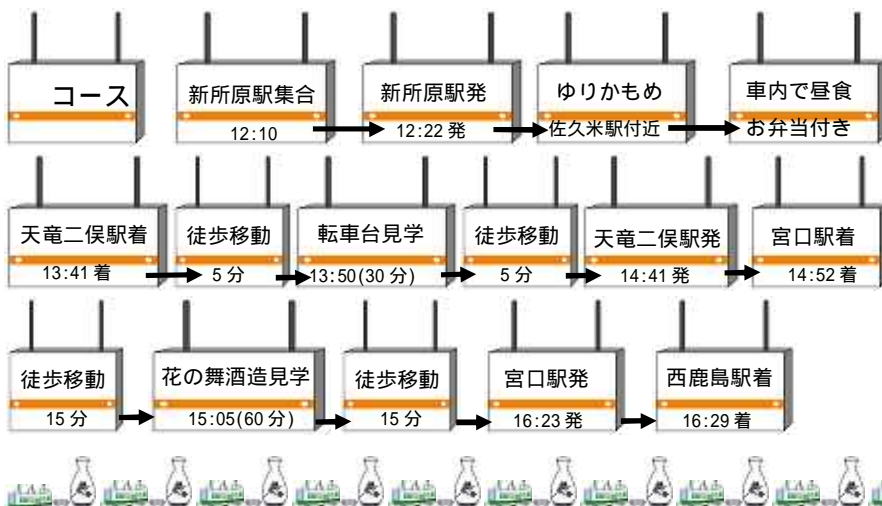 コース
新所原駅集合
12:10
新所原駅発
12:22 発
ゆりかもめ
佐久米駅付近
車内で昼食
お弁当付き
天竜二俣駅着
13:41 着
徒歩移動
5 分
転車台見学
13:50(30 分)
徒歩移動
5 分
天竜二俣駅発
14:41 発
宮口駅着
14:52 着
徒歩移動
15 分
花の舞酒造見学
15:05(60 分)
徒歩移動
15 分
宮口駅発
16:23 発
西鹿島駅着
16:29 着